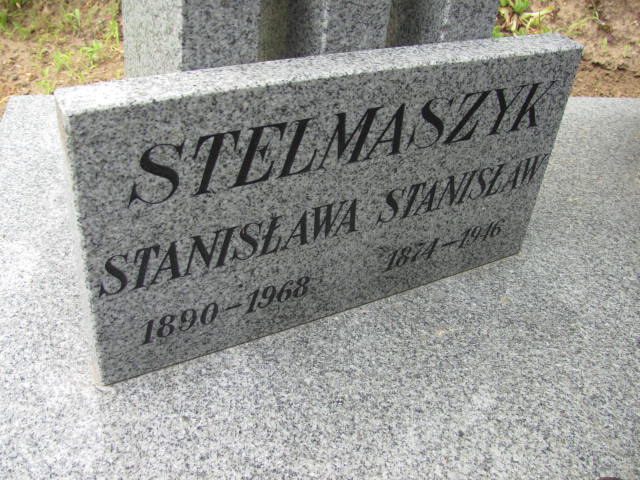 STELMASZYK
STANISŁAWA STANISŁAW
1890-1968 1874-1946